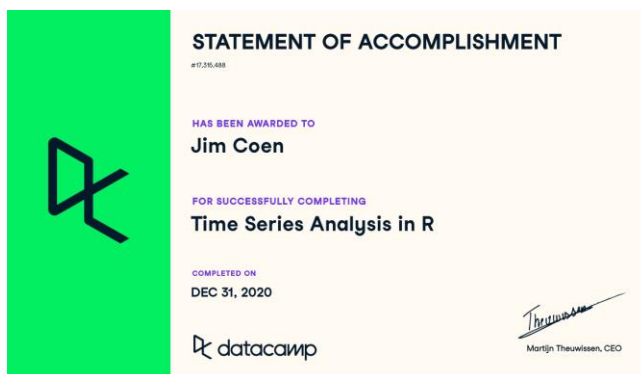 STATEMENT OF ACCOMPLISHMENT
#17,315,488
HAS BEEN AWARDED TO
Jim Coen
FOR SUCCESSFULLY COMPLETING
Time Series Analysis in R
COMPLETED ON
DEC 31, 2020
datacamp
Theuwissen
Martijn Theuwissen, CEO